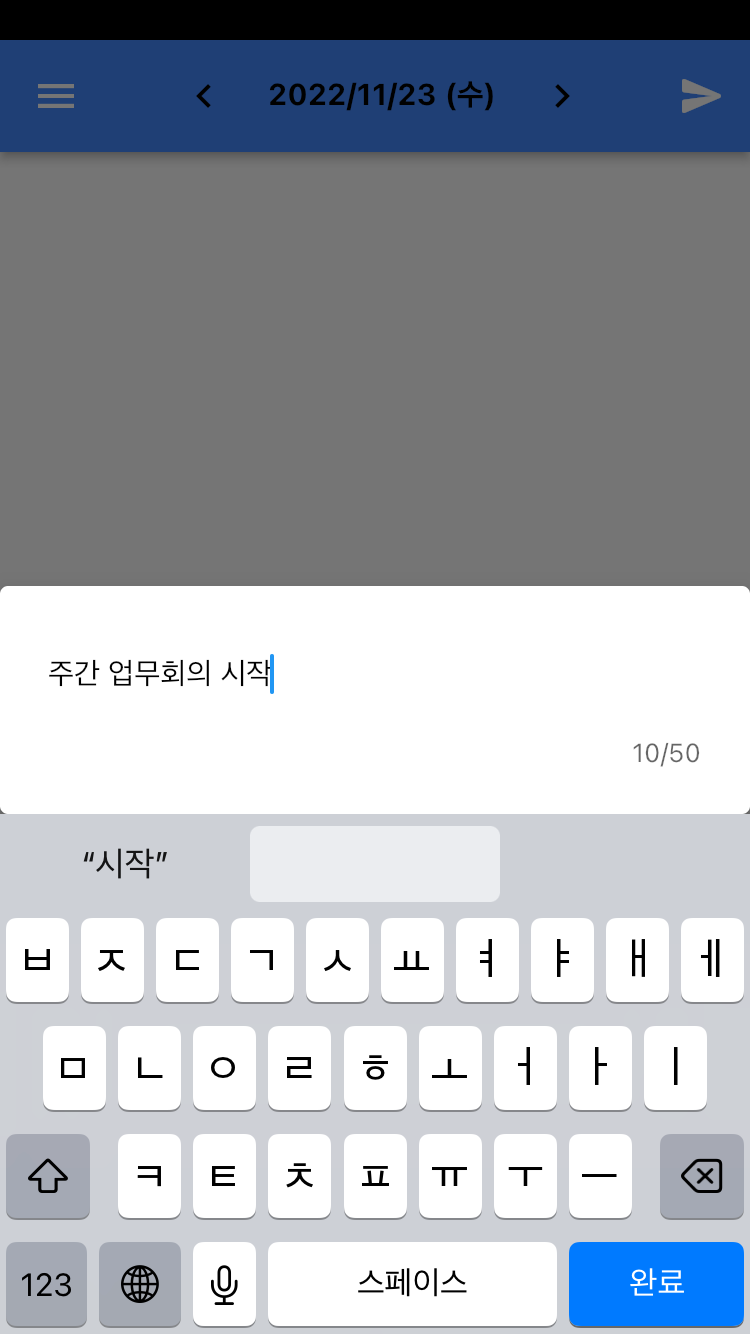 2022/11/23 (수)
주간 업무회의 시작
10/50
“시작”
ㅂ ㅈ ㄷ ㄱ ㅅ ㅛ ㅕ ㅑ ㅐ ㅔ
ㅁ ㄴ ㅇ ㄹ ㅎ ㅗ ㅓ ㅏ ㅣ
ㅋ ㅌ ㅊ ㅍ ㅠ ㅜ ㅡ
123 스페이스 완료